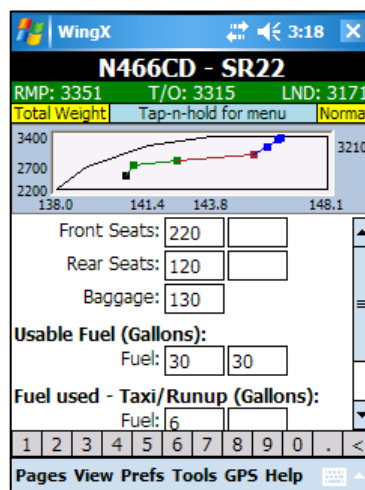 WingX 3:18
N466CD - SR22
RMP: 3351 T/O: 3315 LND: 3171
Total Weight Tap-n-hold for menu Norma
3400
3210
2700
2200
138.0 141.4 143.8 148.1
Front Seats: 220
Rear Seats: 120
Baggage: 130
Usable Fuel (Gallons):
Fuel: 30 30
Fuel used - Taxi/Runup (Gallons):
Fuel: 6
1 2 3 4 5 6 7 8 9 0 . <
Pages View Prefs Tools GPS Help